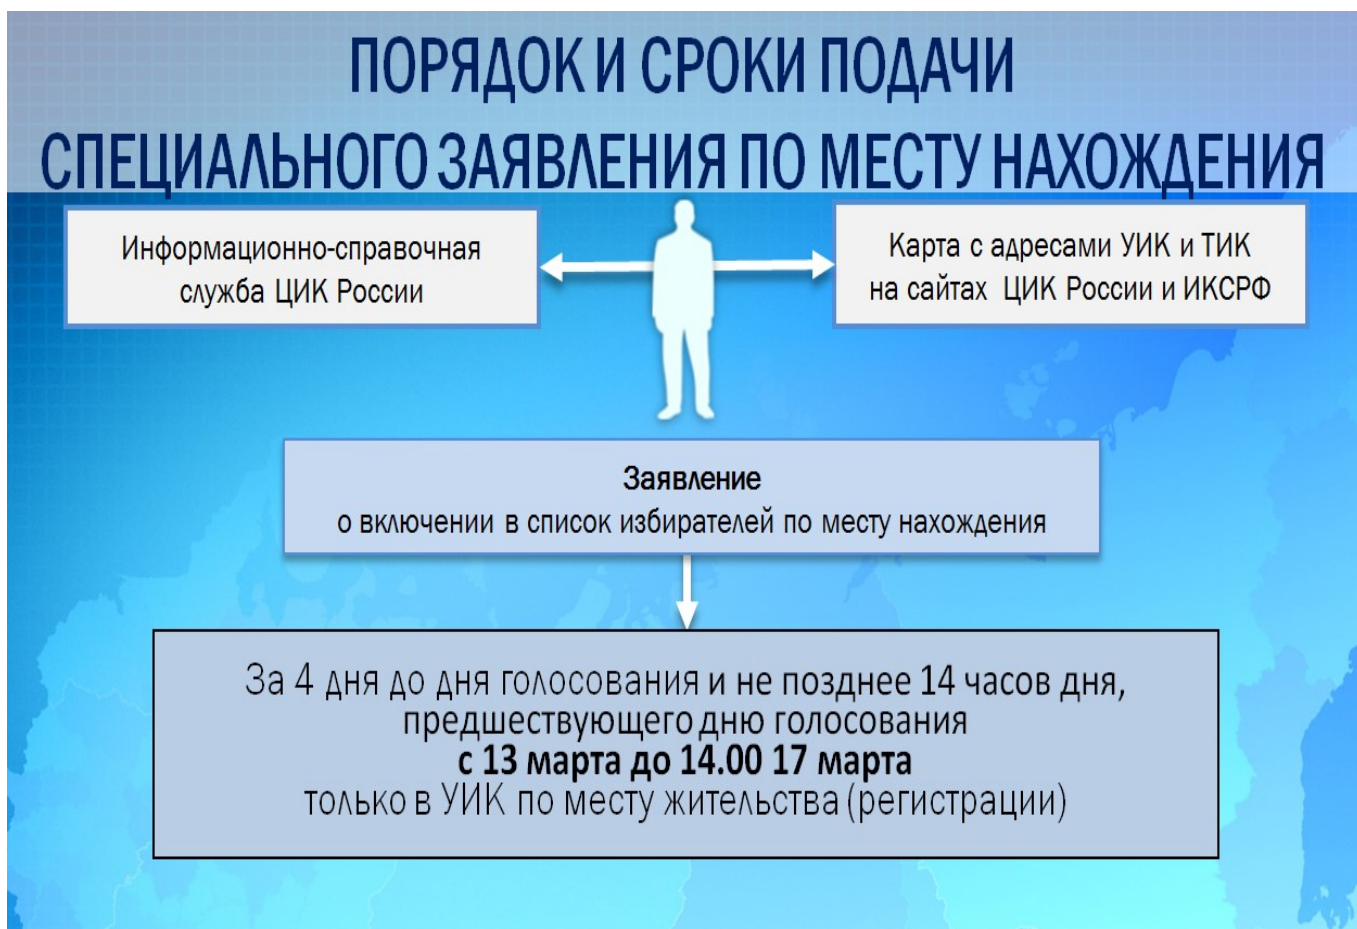 ПОРЯДОК И СРОКИ ПОДАЧИ
СПЕЦИАЛЬНОГО ЗАЯВЛЕНИЯ ПО МЕСТУ НАХОЖДЕНИЯ
Информационно-справочная
служба ЦИК России
Карта с адресами УИК и ТИК
на сайтах ЦИК России и ИКСРФ
Заявление
о включении в список избирателей по месту нахождения
За 4 дня до дня голосования и не позднее 14 часов дня,
предшествующего дню голосования
с 13 марта до 14.00 17 марта
только в УИК по месту жительства (регистрации)